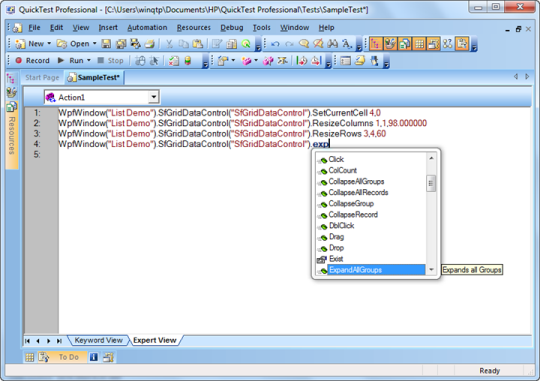 QuickTest Professional - [C:\Users\winqtp\Documents\HP\QuickTest Professional\Tests\SampleTest*]
File Edit View Insert Automation Resources Debug Tools Window Help
New Open
Record Run Stop
Start Page SampleTest*
Resources
Action1
1: WpfWindow("List Demo").SfGridDataControl("SfGridDataControl").SetCurrentCell 4,0
2: WpfWindow("List Demo").SfGridDataControl("SfGridDataControl").ResizeColumns 1,1,98.000000
3: WpfWindow("List Demo").SfGridDataControl("SfGridDataControl").ResizeRows 3,4,60
4: WpfWindow("List Demo").SfGridDataControl("SfGridDataControl").exp
5:
Click
ColCount
CollapseAllGroups
CollapseAllRecords
CollapseGroup
CollapseRecord
DblClick
Drag
Drop
Exist
ExpandAllGroups Expands all Groups
Keyword View Expert View
To Do
Ready